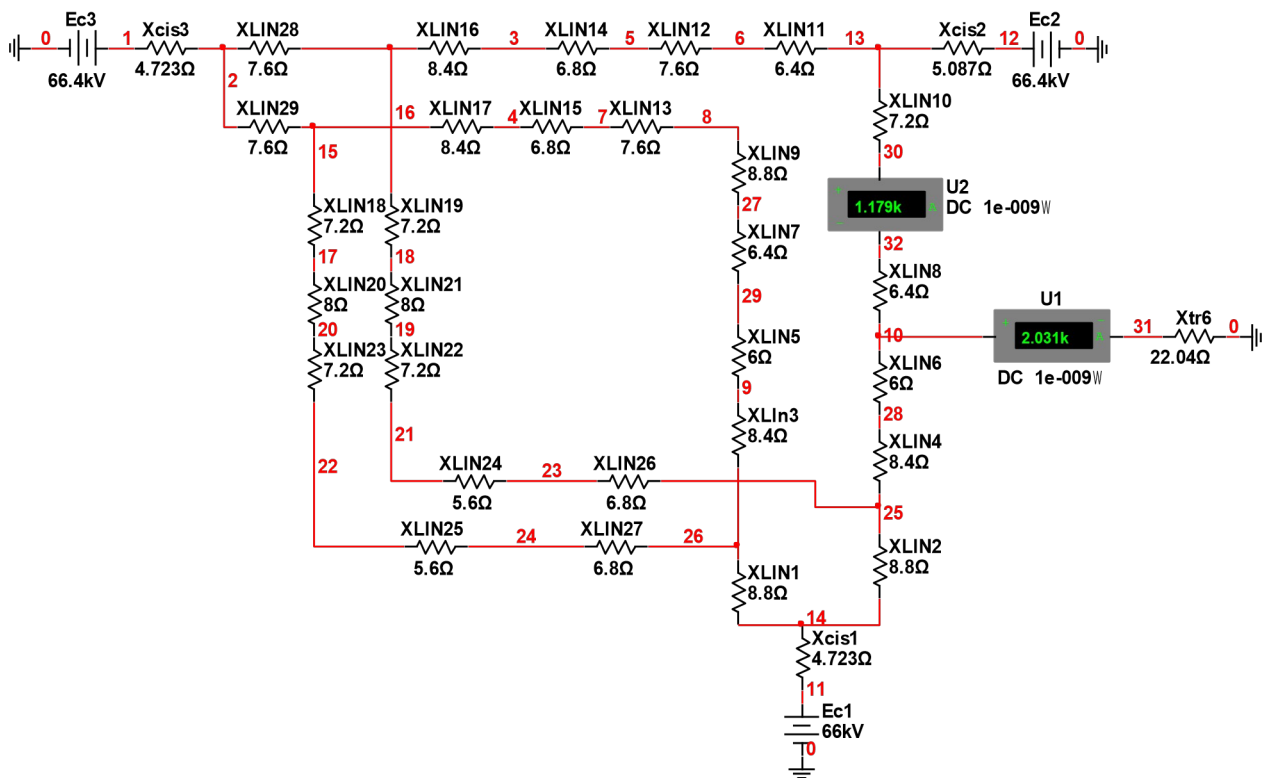 Ec3
0
1
Xcis3
66.4kV
4.723Ω
2
XLIN28
7.6Ω
XLIN16
8.4Ω
3
XLIN14
6.8Ω
5
XLIN12
7.6Ω
6
XLIN11
6.4Ω
13
Xcis2
5.087Ω
12
Ec2
66.4kV
0
XLIN29
7.6Ω
15
16
XLIN17
8.4Ω
4
XLIN15
6.8Ω
7
XLIN13
7.6Ω
8
XLIN10
7.2Ω
30
XLIN9
8.8Ω
27
U2
DC 1e-009W
1.179k
A
32
XLIN18
7.2Ω
17
XLIN19
7.2Ω
18
XLIN7
6.4Ω
29
XLIN8
6.4Ω
10
XLIN20
8Ω
20
XLIN21
8Ω
19
U1
2.031k
A
DC 1e-009W
31
Xtr6
22.04Ω
0
XLIN23
7.2Ω
XLIN22
7.2Ω
XLIN5
6Ω
9
XLIN6
6Ω
28
XLIn3
8.4Ω
XLIN4
8.4Ω
21
22
XLIN24
5.6Ω
23
XLIN26
6.8Ω
25
XLIN25
5.6Ω
24
XLIN27
6.8Ω
26
XLIN2
8.8Ω
XLIN1
8.8Ω
14
Xcis1
4.723Ω
11
Ec1
66kV
0